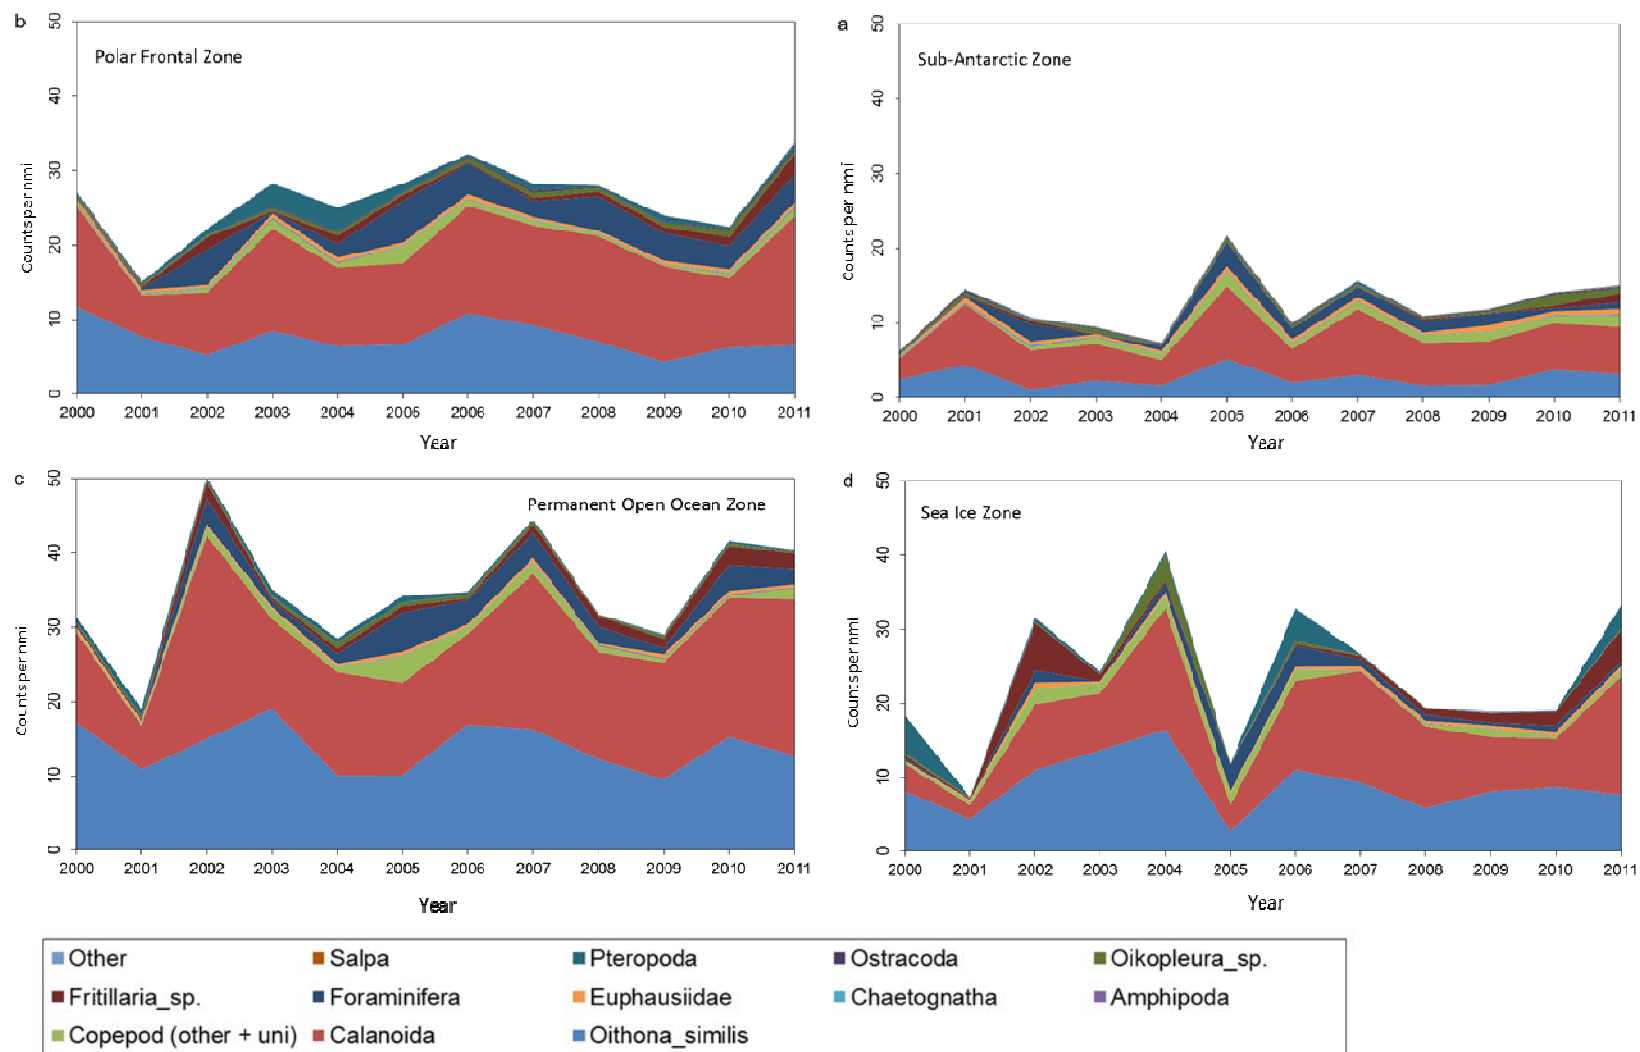 b
50
40
30
20
10
0
Counts per nmi
Polar Frontal Zone
2000 2001 2002 2003 2004 2005 2006 2007 2008 2009 2010 2011
Year
a
50
40
30
20
10
0
Counts per nmi
Sub-Antarctic Zone
2000 2001 2002 2003 2004 2005 2006 2007 2008 2009 2010 2011
Year
c
50
40
30
20
10
0
Counts per nmi
Permanent Open Ocean Zone
2000 2001 2002 2003 2004 2005 2006 2007 2008 2009 2010 2011
Year
d
50
40
30
20
10
0
Counts per nmi
Sea Ice Zone
2000 2001 2002 2003 2004 2005 2006 2007 2008 2009 2010 2011
Year
Other Salpa Pteropoda Ostracoda Oikopleura_sp.
Fritillaria_sp. Foraminifera Euphausiidae Chaetognatha Amphipoda
Copepod (other + uni) Calanoida Oithona_similis